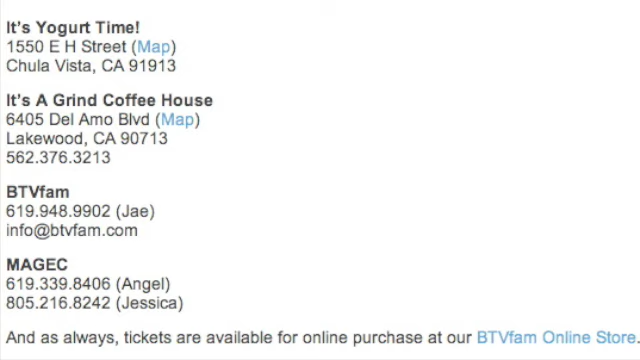 It's Yogurt Time!
1550 E H Street (Map)
Chula Vista, CA 91913
It's A Grind Coffee House
6405 Del Amo Blvd (Map)
Lakewood, CA 90713
562.376.3213
BTVfam
619.948.9902 (Jae)
info@btvfam.com
MAGEC
619.339.8406 (Angel)
805.216.8242 (Jessica)
And as always, tickets are available for online purchase at our BTVfam Online Store.